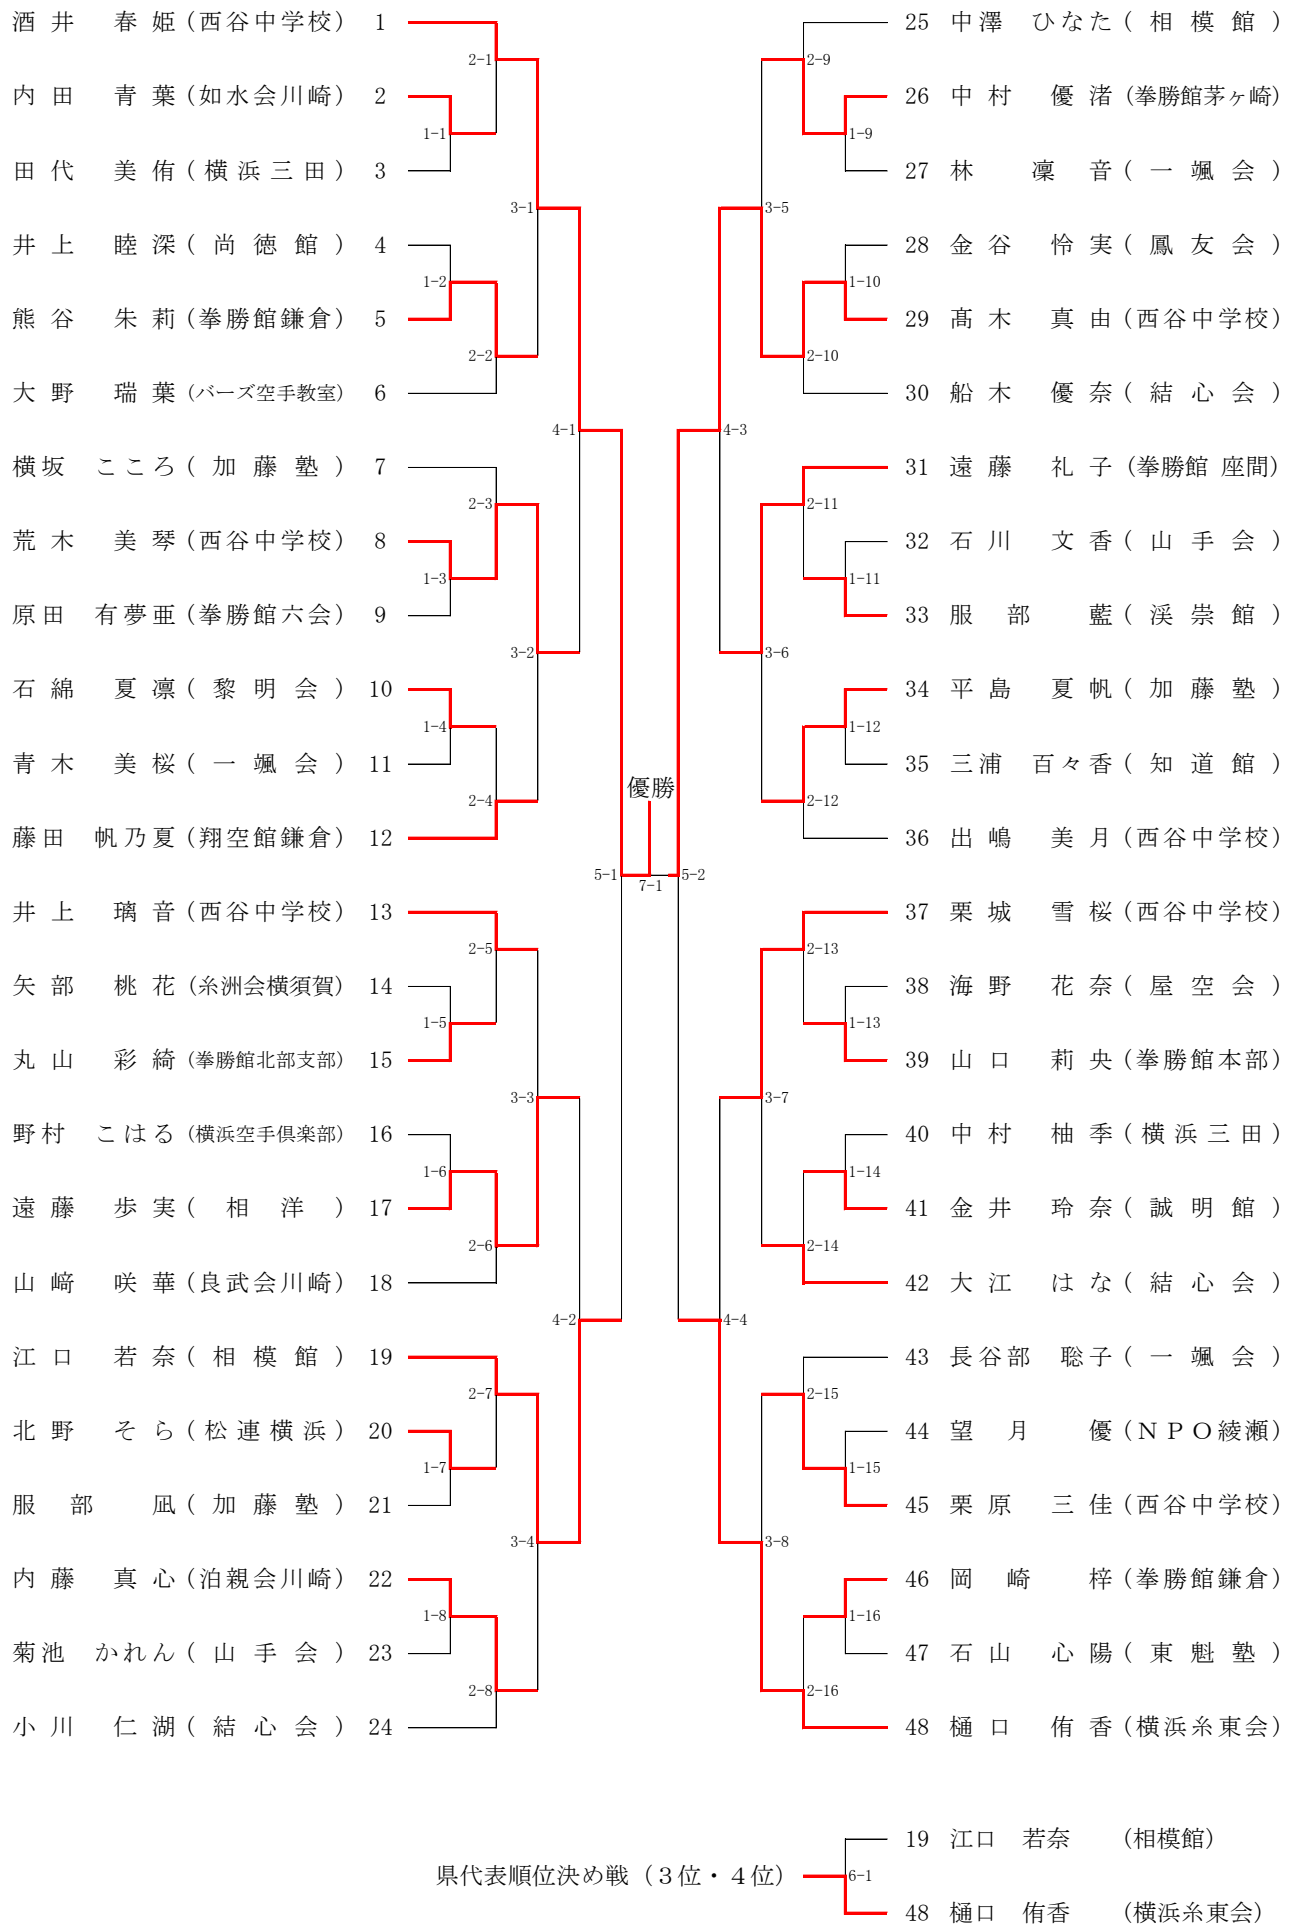 酒井 春姫(西谷中学校) 1
2-1
内田 青葉(如水会川崎) 2
1-1
田代 美侑(横浜三田) 3
3-1
井上 睦深(尚徳館) 4
1-2
熊谷 朱莉(拳勝館鎌倉) 5
2-2
大野 瑞葉(バーズ空手教室) 6
4-1
横坂 こころ(加藤塾) 7
2-3
荒木 美琴(西谷中学校) 8
1-3
原田 有夢亜(拳勝館六会) 9
3-2
石綿 夏凛(黎明会) 10
1-4
青木 美桜(一颯会) 11
2-4
藤田 帆乃夏(翔空館鎌倉) 12
5-1
井上 璃音(西谷中学校) 13
2-5
矢部 桃花(糸洲会横須賀) 14
1-5
丸山 彩綺(拳勝館北部支部) 15
3-3
野村 こはる(横浜空手倶楽部) 16
1-6
遠藤 歩実(相洋) 17
2-6
山﨑 咲華(良武会川崎) 18
4-2
江口 若奈(相模館) 19
2-7
北野 そら(松連横浜) 20
1-7
服部 凪(加藤塾) 21
3-4
内藤 真心(泊親会川崎) 22
1-8
菊池 かれん(山手会) 23
2-8
小川 仁湖(結心会) 24
優勝
7-1
25 中澤 ひなた(相模館)
2-9
26 中村 優渚(拳勝館茅ヶ崎)
1-9
27 林 凜音(一颯会)
3-5
28 金谷 怜実(鳳友会)
1-10
29 髙木 真由(西谷中学校)
2-10
30 船木 優奈(結心会)
4-3
31 遠藤 礼子(拳勝館 座間)
2-11
32 石川 文香(山手会)
1-11
33 服部 藍(渓崇館)
3-6
34 平島 夏帆(加藤塾)
1-12
35 三浦 百々香(知道館)
2-12
36 出嶋 美月(西谷中学校)
5-2
37 栗城 雪桜(西谷中学校)
2-13
38 海野 花奈(屋空会)
1-13
39 山口 莉央(拳勝館本部)
3-7
40 中村 柚季(横浜三田)
1-14
41 金井 玲奈(誠明館)
2-14
42 大江 はな(結心会)
4-4
43 長谷部 聡子(一颯会)
2-15
44 望月 優(NPO綾瀬)
1-15
45 栗原 三佳(西谷中学校)
3-8
46 岡崎 梓(拳勝館鎌倉)
1-16
47 石山 心陽(東魁塾)
2-16
48 樋口 侑香(横浜糸東会)
19 江口 若奈 (相模館)
県代表順位決め戦(3位・4位) 6-1
48 樋口 侑香 (横浜糸東会)